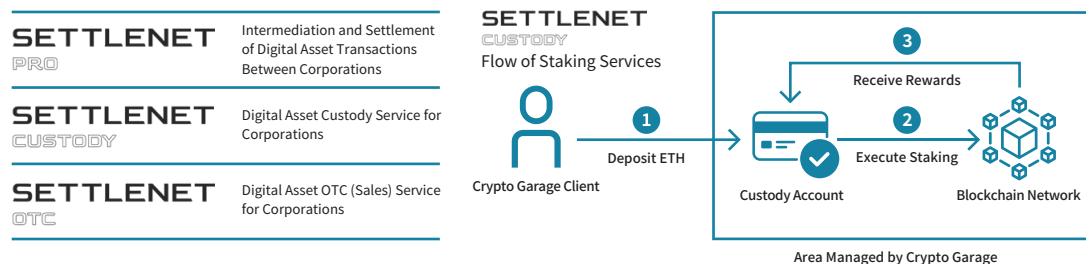 SETTLENET
PRO
Intermediation and Settlement
of Digital Asset Transactions
Between Corporations
SETTLENET
CUSTODY
Digital Asset Custody Service for
Corporations
SETTLENET
OTC
Digital Asset OTC (Sales) Service
for Corporations
SETTLENET
CUSTODY
Flow of Staking Services
1
Deposit ETH
Crypto Garage Client
3
Receive Rewards
2
Execute Staking
Custody Account
Blockchain Network
Area Managed by Crypto Garage